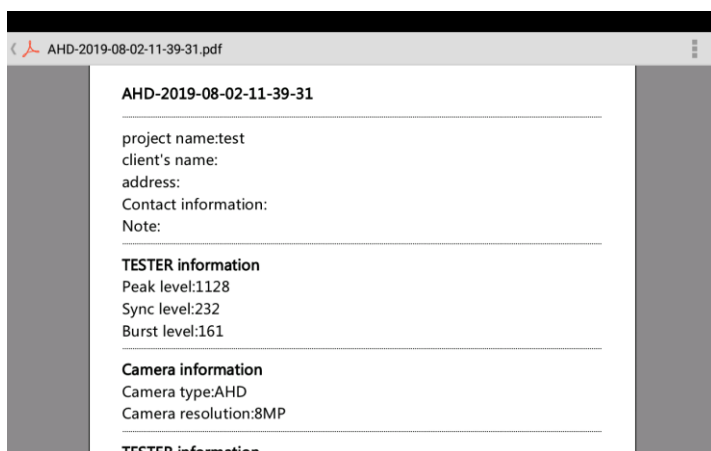 AHD-2019-08-02-11-39-31.pdf
AHD-2019-08-02-11-39-31
project name:test
client's name:
address:
Contact information:
Note:
TESTER information
Peak level:1128
Sync level:232
Burst level:161
Camera information
Camera type:AHD
Camera resolution:8MP
TESTER information